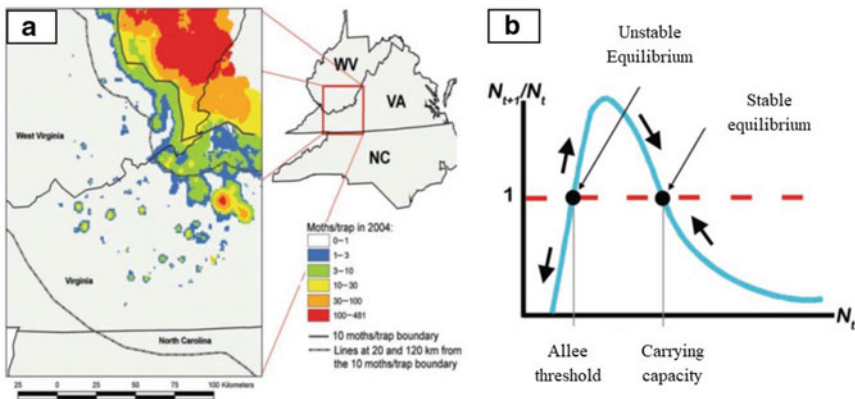 a
West Virginia
Virginia
North Carolina
25 0 25 50 75 100 Kilometers
WV
VA
NC
Moths/trap in 2004:
0–1
1–3
3–10
10–30
30–100
100–481
10 moths/trap boundary
Lines at 20 and 120 km from
the 10 moths/trap boundary
b
Unstable
Equilibrium
Nt+1/Nt
Stable
equilibrium
1
Nt
Allee
threshold
Carrying
capacity